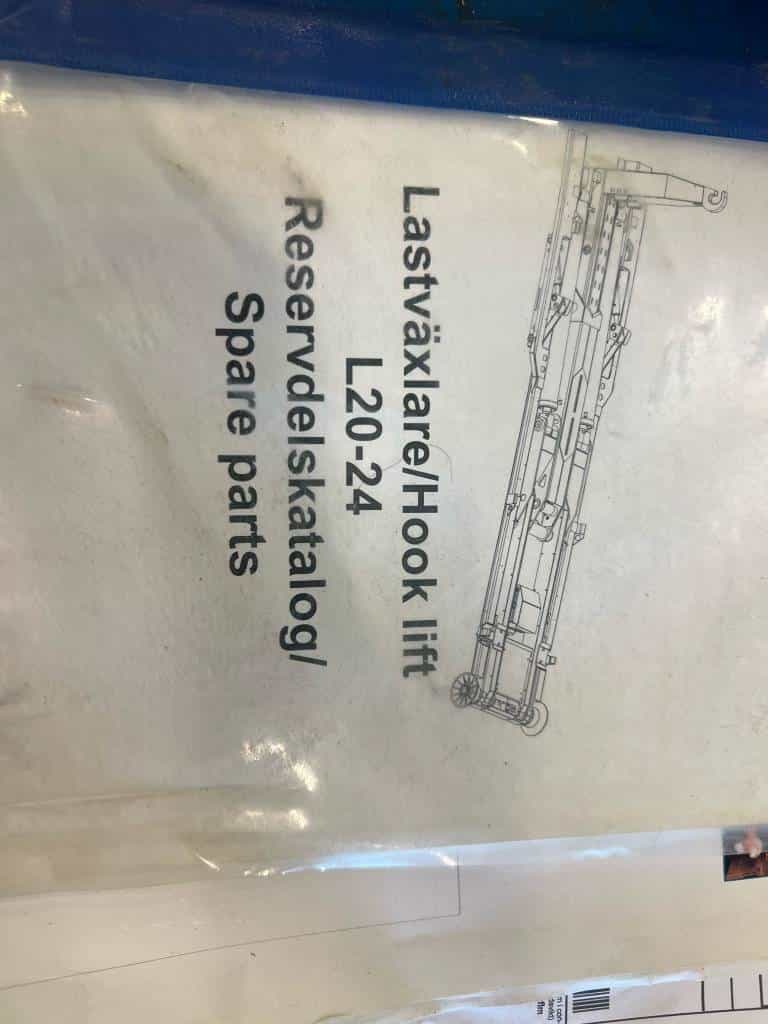 Lastväxlare/Hook lift
L20-24
Reservdelskatalog/
Spare parts